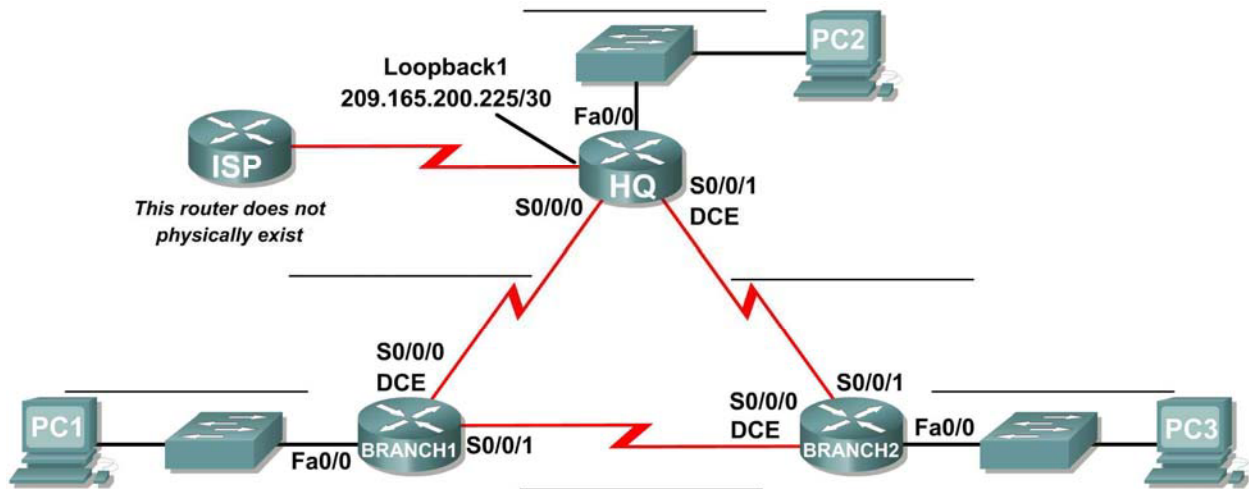 PC2
Loopback1
209.165.200.225/30
Fa0/0
ISP
HQ
S0/0/1
DCE
This router does not
physically exist
S0/0/0
S0/0/0
DCE
S0/0/1
S0/0/0
DCE
PC1
Fa0/0
BRANCH1
S0/0/1
BRANCH2
Fa0/0
PC3